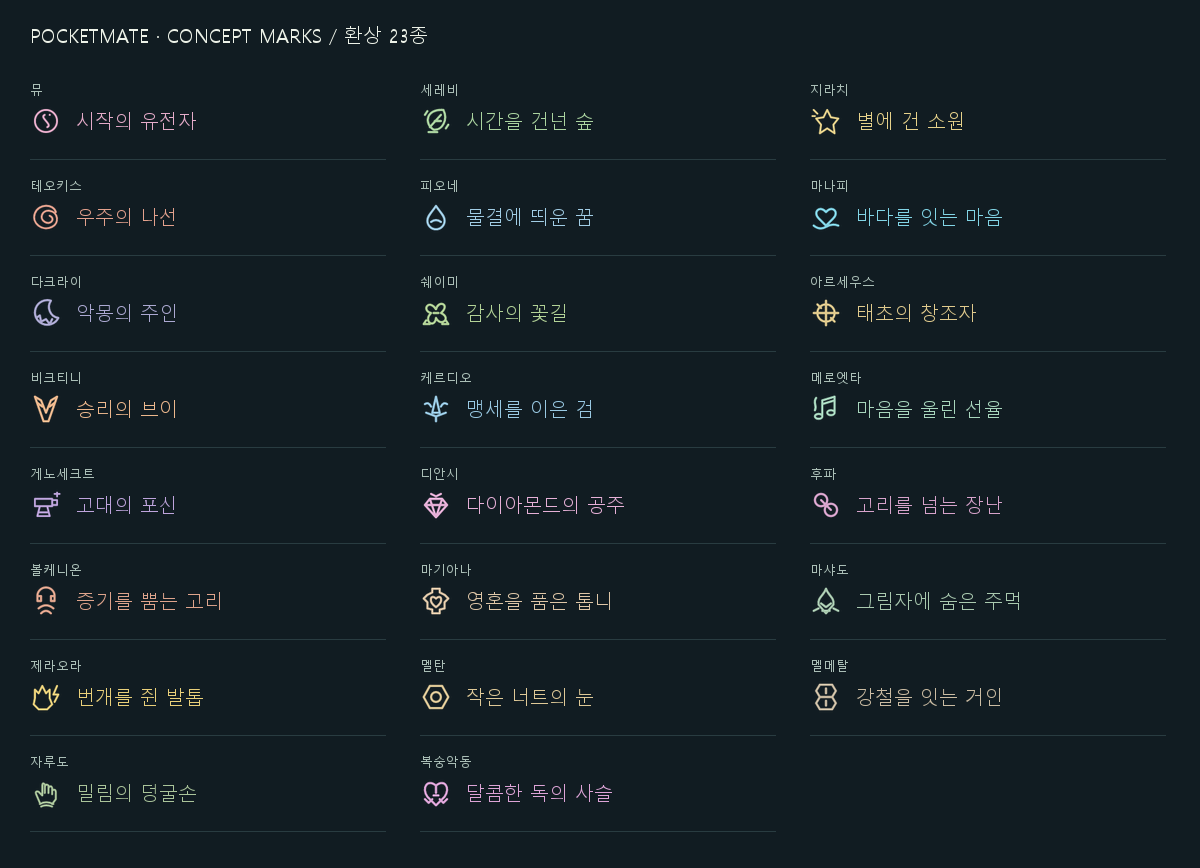 POCKETMATE · CONCEPT MARKS / 환상 23종
뮤
시작의 유전자
세레비
시간을 건넌 숲
지라치
별에 건 소원
테오키스
우주의 나선
피오네
물결에 띄운 꿈
마나피
바다를 잇는 마음
다크라이
악몽의 주인
쉐이미
감사의 꽃길
아르세우스
태초의 창조자
비크티니
승리의 브이
케르디오
맹세를 이은 검
메로엣타
마음을 울린 선율
게노세크트
고대의 포신
디안시
다이아몬드의 공주
후파
고리를 넘는 장난
볼케니온
증기를 뿜는 고리
마기아나
영혼을 품은 톱니
마샤도
그림자에 숨은 주먹
제라오라
번개를 쥔 발톱
멜탄
작은 너트의 눈
멜메탈
강철을 잇는 거인
자루도
밀림의 덩굴손
복숭악동
달콤한 독의 사슬